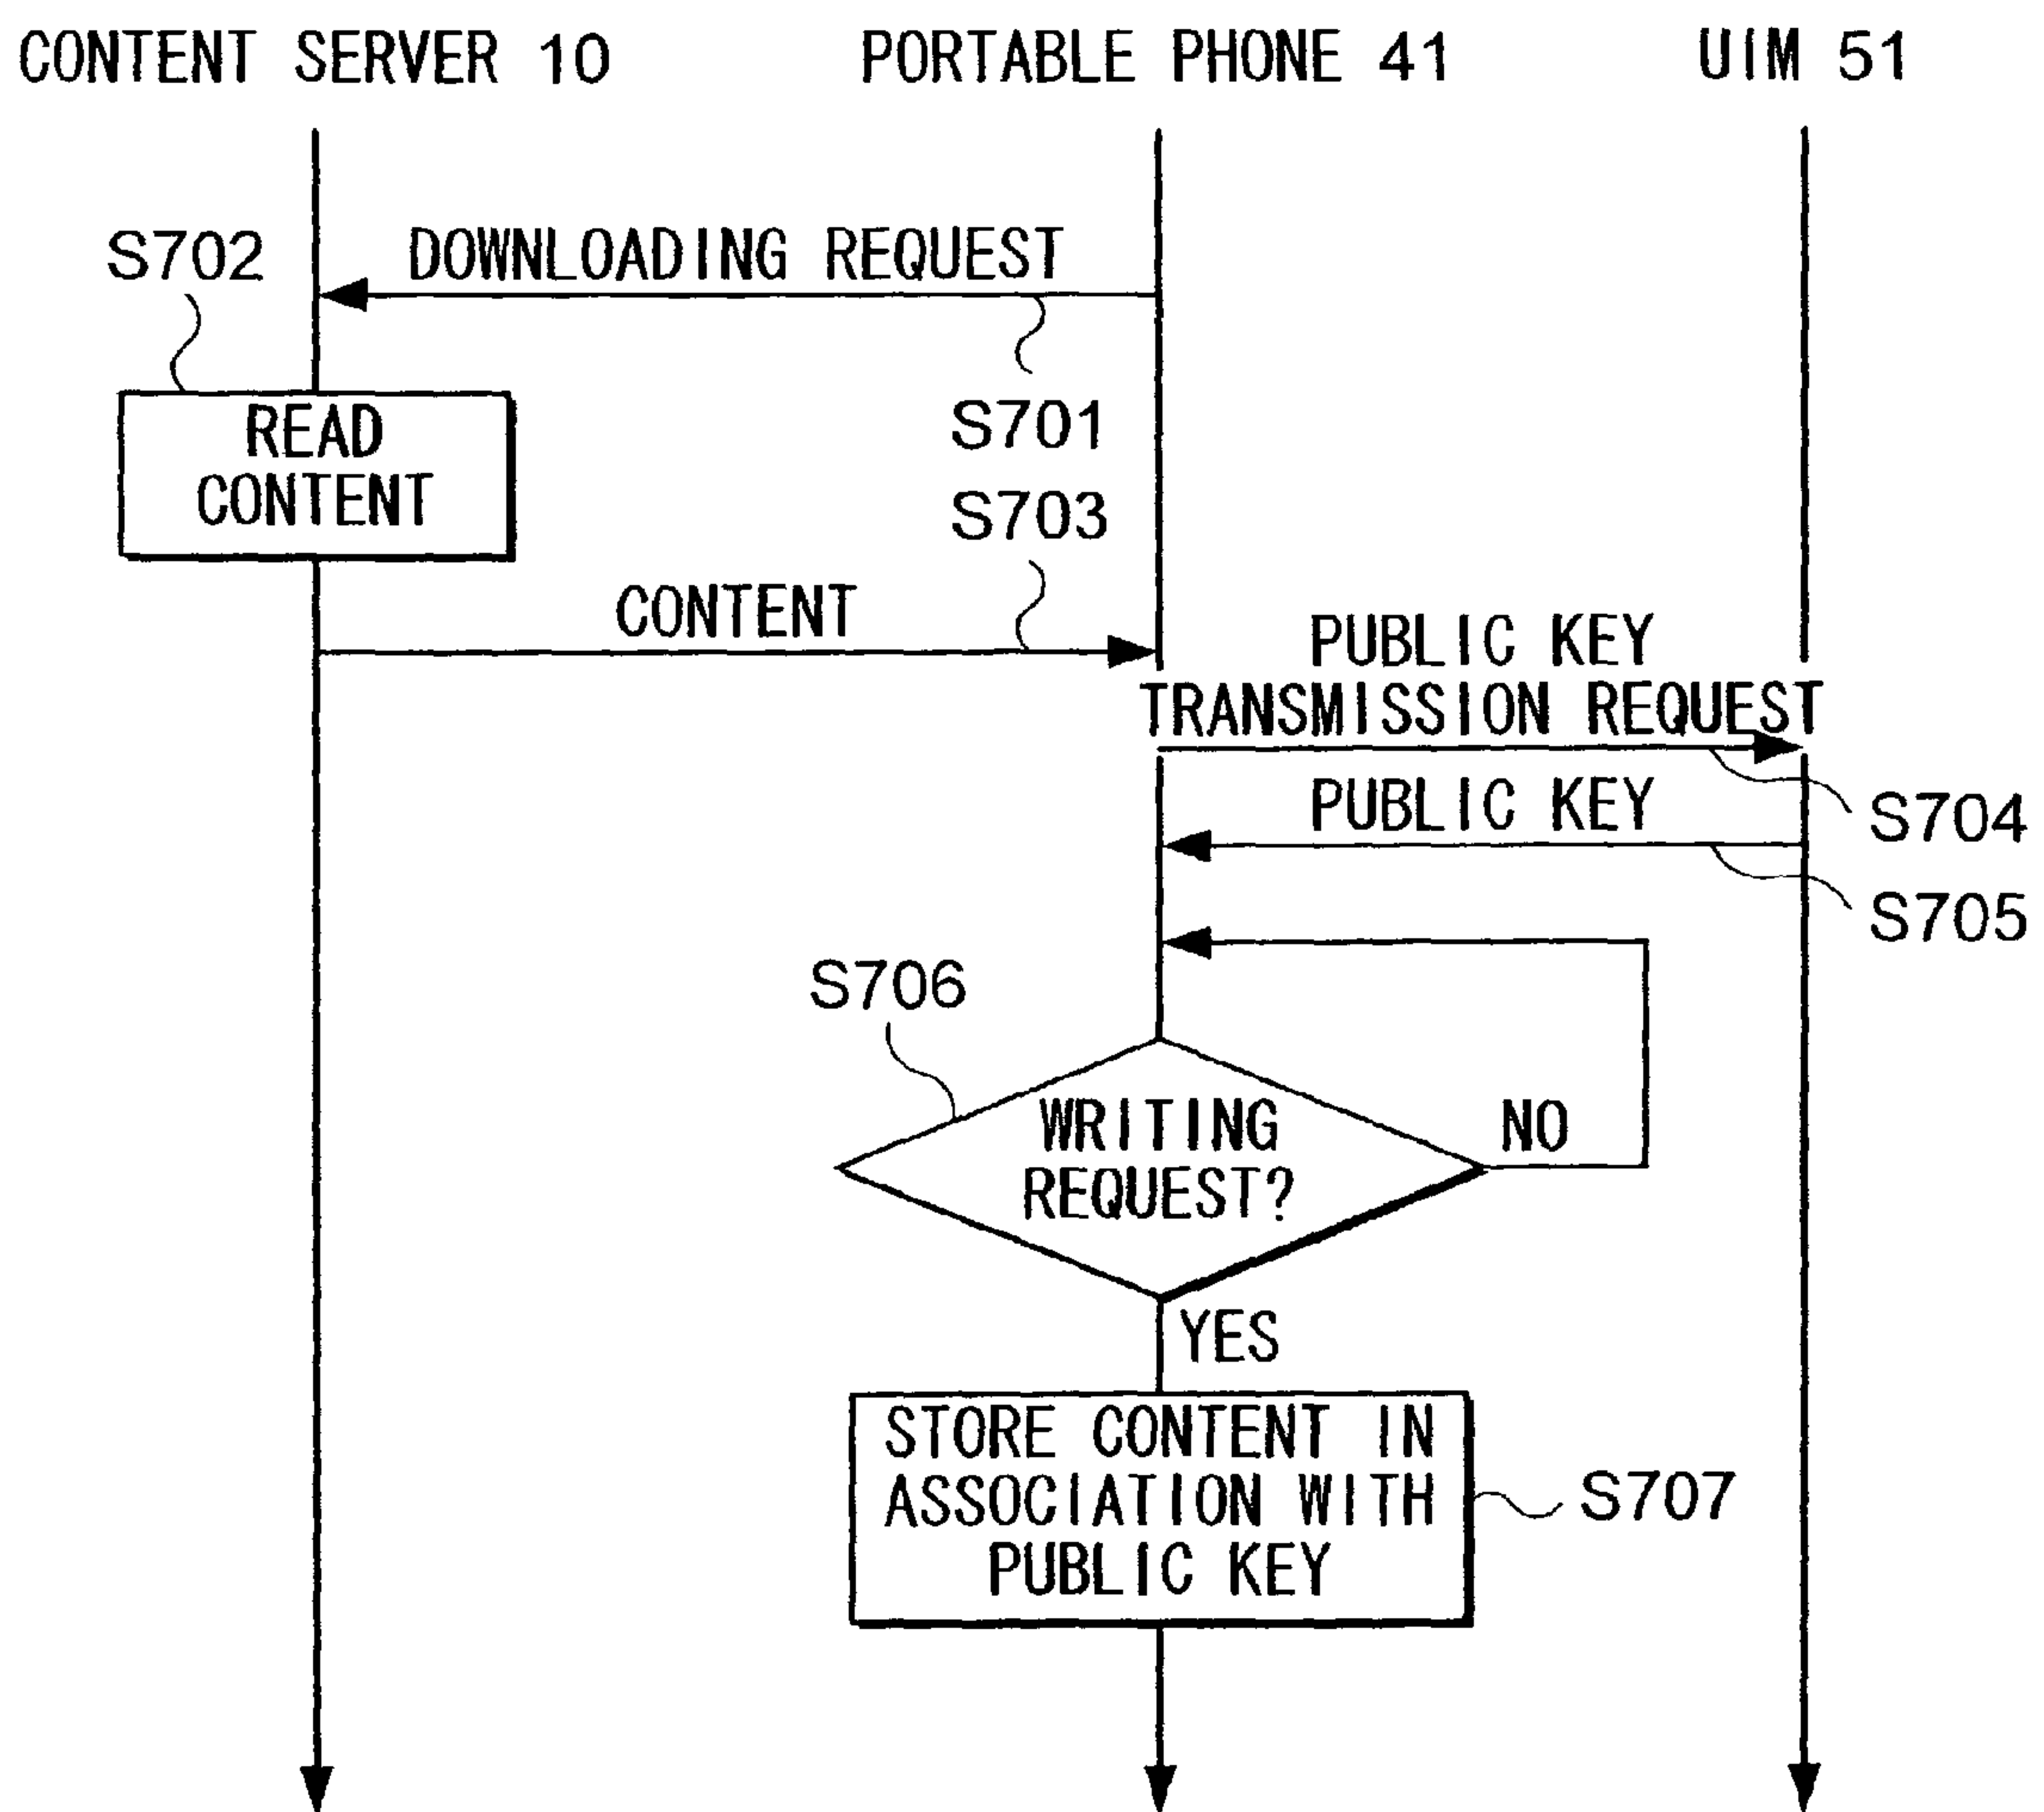 CONTENT SERVER 10
PORTABLE PHONE 41
UIM 51
S702
DOWNLOADING REQUEST
S701
READ
CONTENT
S703
CONTENT
PUBLIC KEY
TRANSMISSION REQUEST
S704
PUBLIC KEY
S705
S706
WRITING
REQUEST?
NO
YES
STORE CONTENT IN
ASSOCIATION WITH
PUBLIC KEY
S707